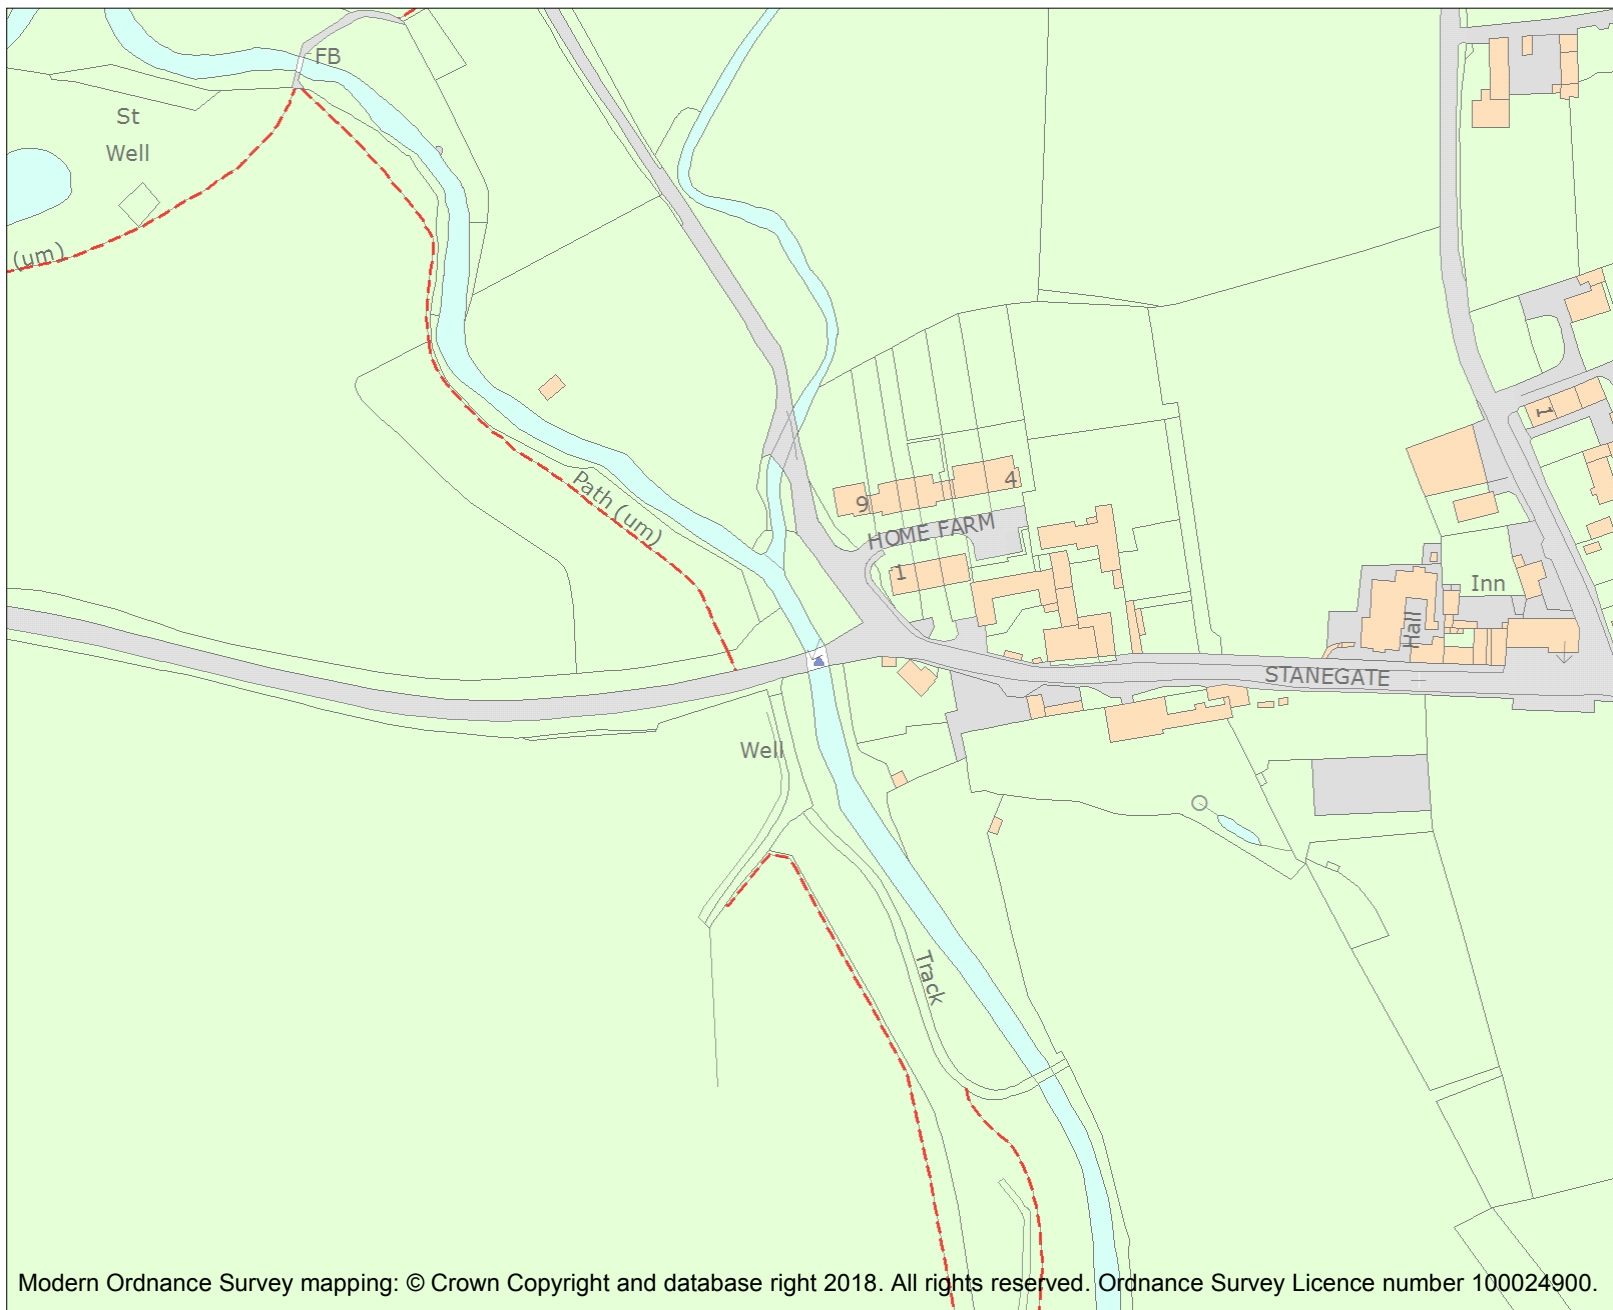 FB
St
Well
(um)
1
Path (um)
9
4
HOME FARM
1
Inn
Hall
STANEGATE
Well
Track
Modern Ordnance Survey mapping: © Crown Copyright and database right 2018. All rights reserved. Ordnance Survey Licence number 100024900.